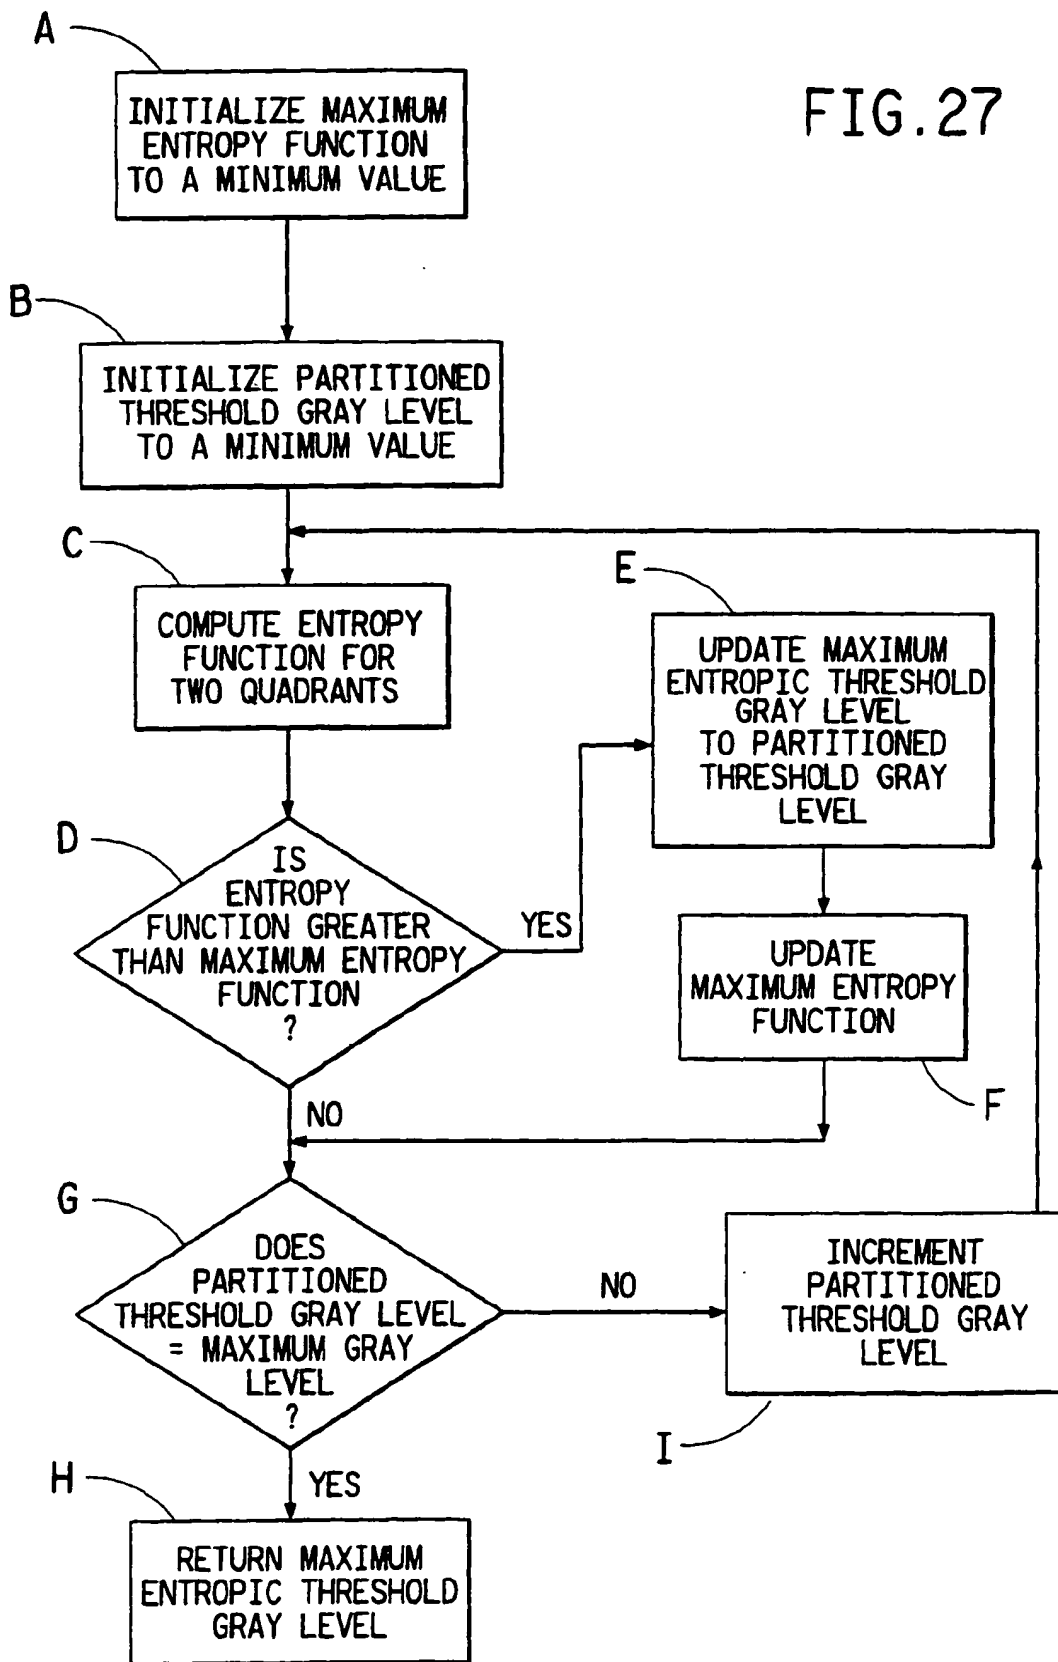 A
FIG.27
INITIALIZE MAXIMUM
ENTROPY FUNCTION
TO A MINIMUM VALUE
B
INITIALIZE PARTITIONED
THRESHOLD GRAY LEVEL
TO A MINIMUM VALUE
C
COMPUTE ENTROPY
FUNCTION FOR
TWO QUADRANTS
D
IS
ENTROPY
FUNCTION GREATER
THAN MAXIMUM ENTROPY
FUNCTION
?
YES
NO
E
UPDATE MAXIMUM
ENTROPIC THRESHOLD
GRAY LEVEL
TO PARTITIONED
THRESHOLD GRAY
LEVEL
UPDATE
MAXIMUM ENTROPY
FUNCTION
F
G
DOES
PARTITIONED
THRESHOLD GRAY LEVEL
= MAXIMUM GRAY
LEVEL
?
NO
YES
INCREMENT
PARTITIONED
THRESHOLD GRAY
LEVEL
I
H
RETURN MAXIMUM
ENTROPIC THRESHOLD
GRAY LEVEL